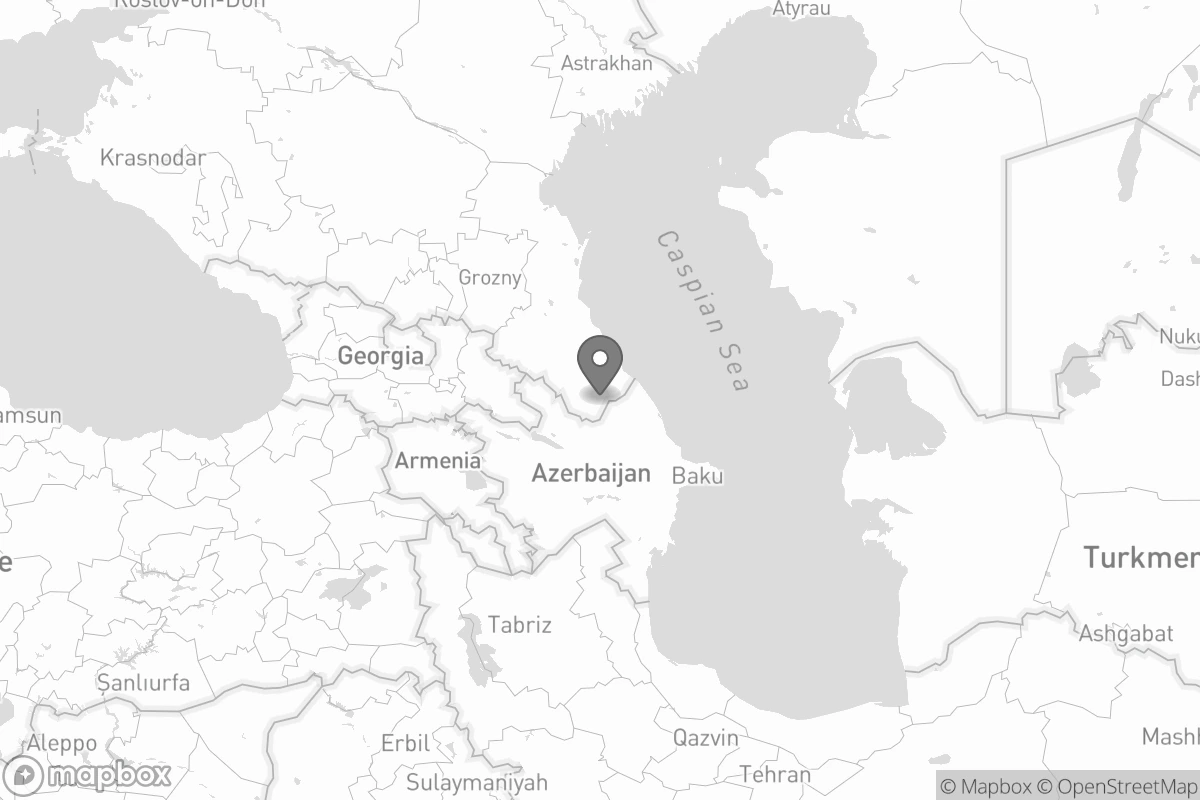 Rostov-on-Don
Atyrau
Astrakhan
Krasnodar
Caspian Sea
Grozny
Georgia
Nuku
Dash
amsun
Armenia
Azerbaijan
Baku
e
Turkmen
Tabriz
Ashgabat
Şanlıurfa
Aleppo
Erbil
Qazvin
Mashh
Tehran
Sulaymaniyah
mapbox
© Mapbox © OpenStreetMap